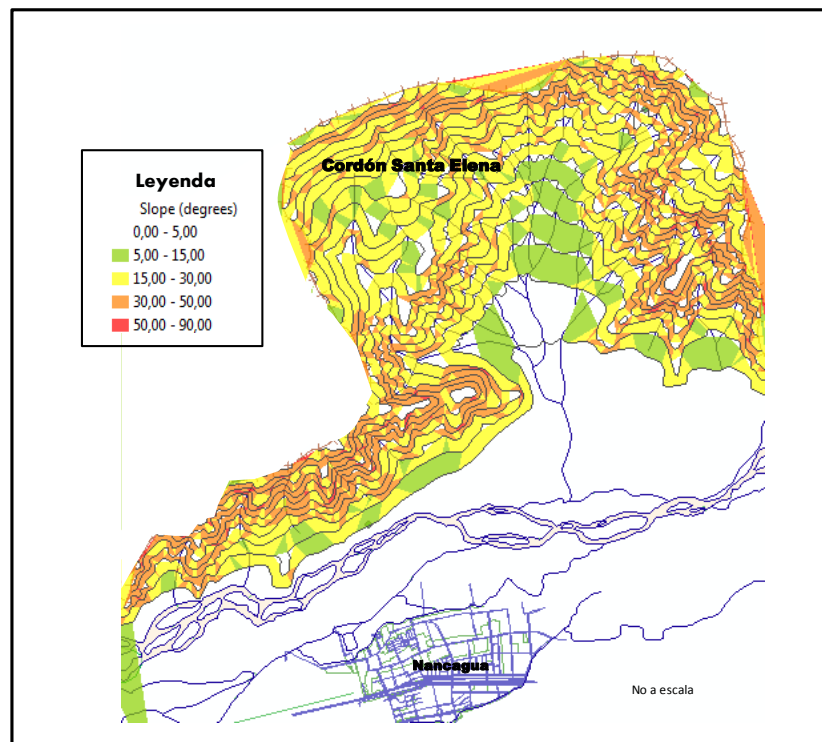 Cordón Santa Elena
Leyenda
Slope (degrees)
0,00 - 5,00
5,00 - 15,00
15,00 - 30,00
30,00 - 50,00
50,00 - 90,00
Nancagua
No a escala